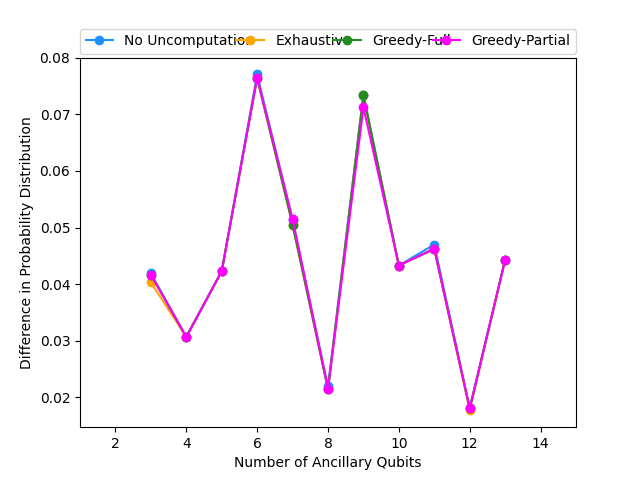 No Uncomputation Exhaustive Greedy-Full Greedy-Partial
0.08
0.07
0.06
0.05
0.04
0.03
0.02
Difference in Probability Distribution
2 4 6 8 10 12 14
Number of Ancillary Qubits